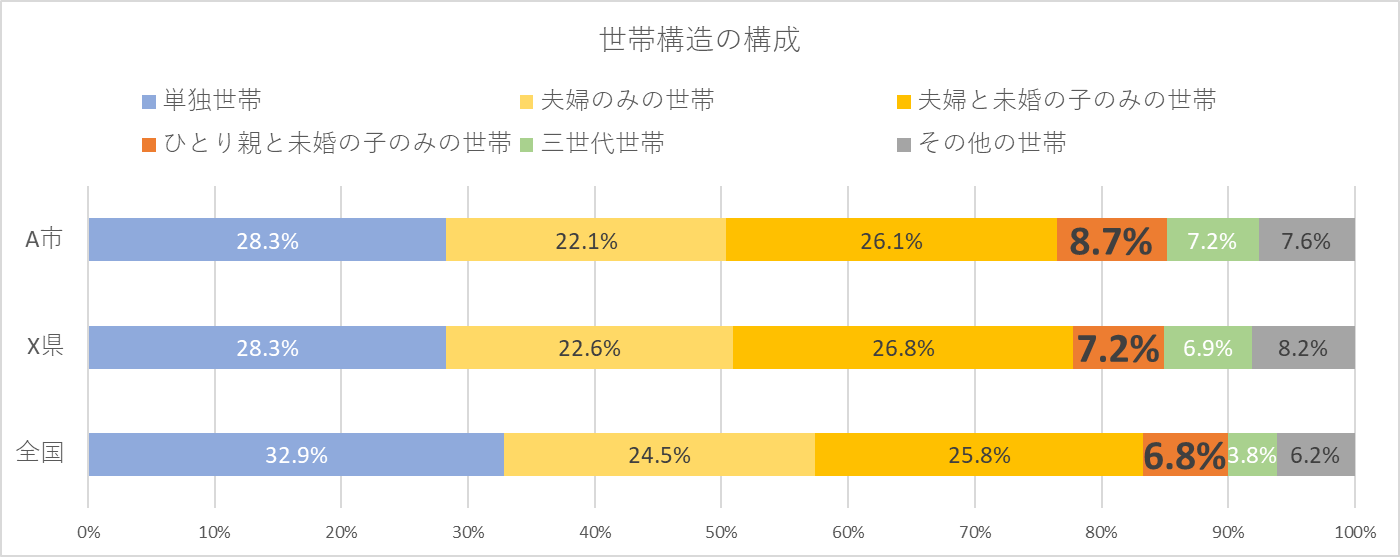 世帯構造の構成
単独世帯 夫婦のみの世帯 夫婦と未婚の子のみの世帯
ひとり親と未婚の子のみの世帯 三世代世帯 その他の世帯
A市 28.3% 22.1% 26.1% 8.7% 7.2% 7.6%
X県 28.3% 22.6% 26.8% 7.2% 6.9% 8.2%
全国 32.9% 24.5% 25.8% 6.8% 3.8% 6.2%
0% 10% 20% 30% 40% 50% 60% 70% 80% 90% 100%